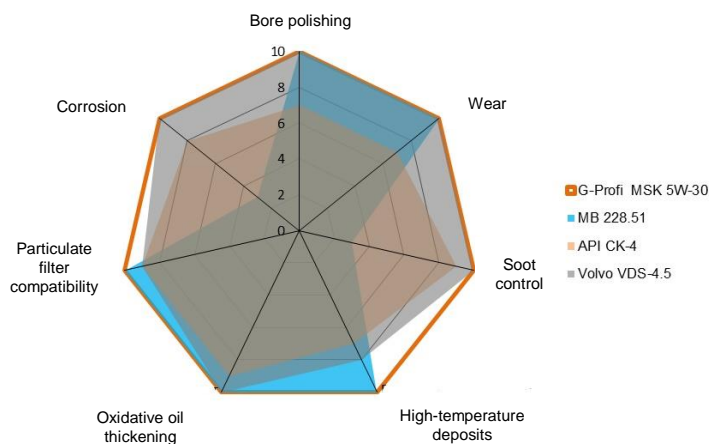 Bore polishing
10
8
6
4
2
0
Wear
Soot
control
High-temperature
deposits
Oxidative oil
thickening
Particulate
filter
compatibility
Corrosion
G-Profi MSK 5W-30
MB 228.51
API CK-4
Volvo VDS-4.5